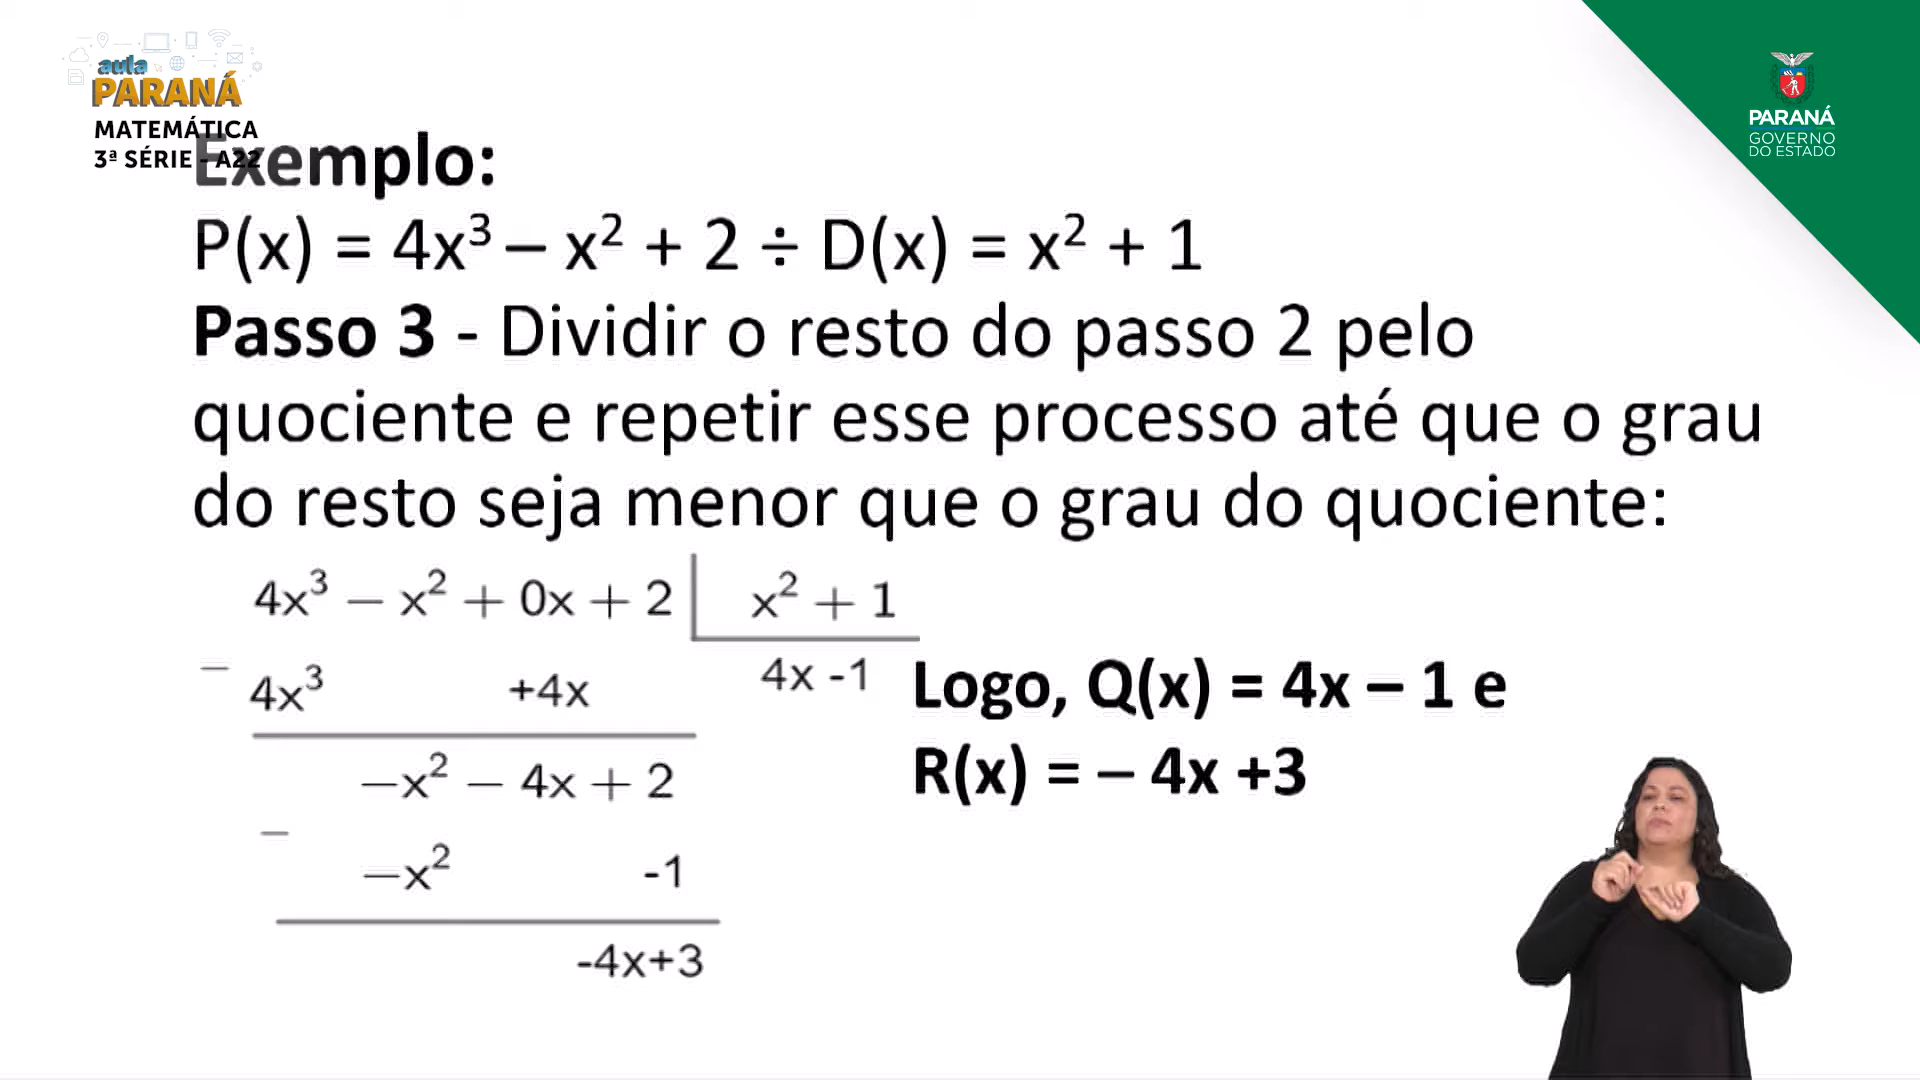 aula
PARANÁ
MATEMÁTICA
3ª SÉRIE - A22
PARANÁ
GOVERNO
DO ESTADO
Exemplo:
P(x) = 4x³ – x² + 2 ÷ D(x) = x² + 1
Passo 3 - Dividir o resto do passo 2 pelo
quociente e repetir esse processo até que o grau
do resto seja menor que o grau do quociente:
4x³ – x² + 0x + 2 x² + 1
– 4x³ +4x 4x -1
–x² – 4x + 2
– –x² -1
-4x+3
Logo, Q(x) = 4x – 1 e
R(x) = – 4x +3